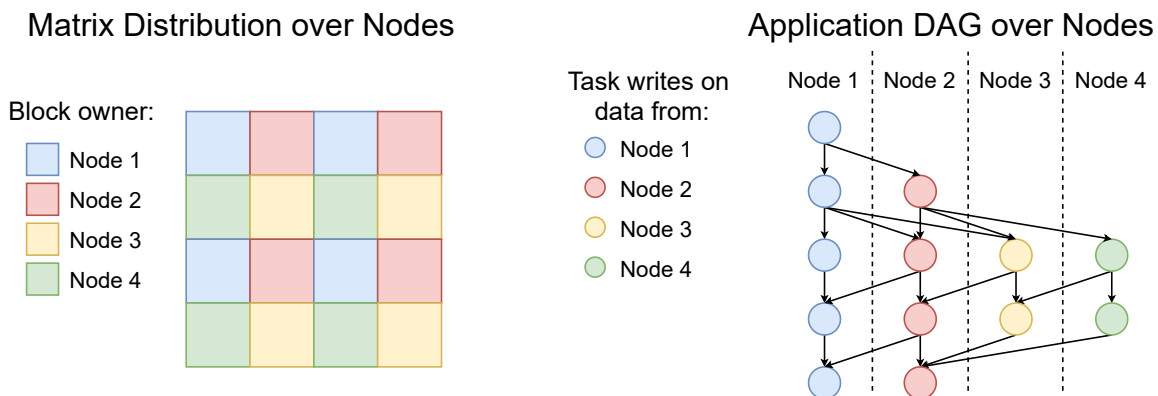 Matrix Distribution over Nodes
Block owner:
Node 1
Node 2
Node 3
Node 4
Application DAG over Nodes
Task writes on
data from:
Node 1
Node 2
Node 3
Node 4
Node 1 Node 2 Node 3 Node 4